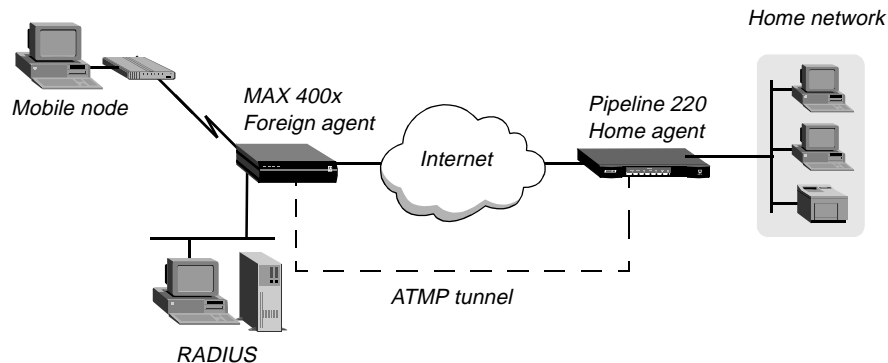 Home network
Mobile node
MAX 400x
Foreign agent
Internet
Pipeline 220
Home agent
ATMP tunnel
RADIUS